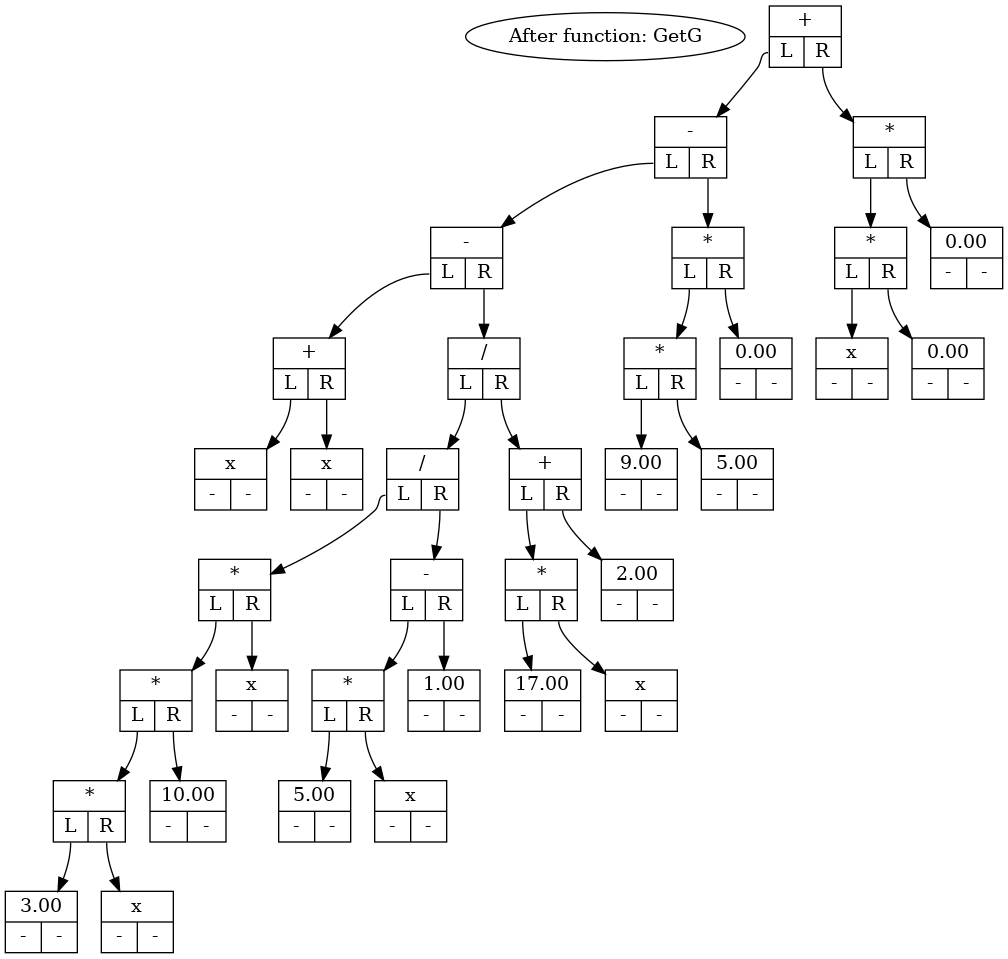 After function: GetG
+
L R
-
L R
*
L R
-
L R
*
L R
*
L R
0.00
- -
+
L R
/
L R
*
L R
0.00
- -
x
- -
0.00
- -
x
- -
x
- -
/
L R
+
L R
9.00
- -
5.00
- -
*
L R
-
L R
*
L R
2.00
- -
*
L R
x
- -
*
L R
1.00
- -
17.00
- -
x
- -
*
L R
10.00
- -
5.00
- -
x
- -
3.00
- -
x
- -